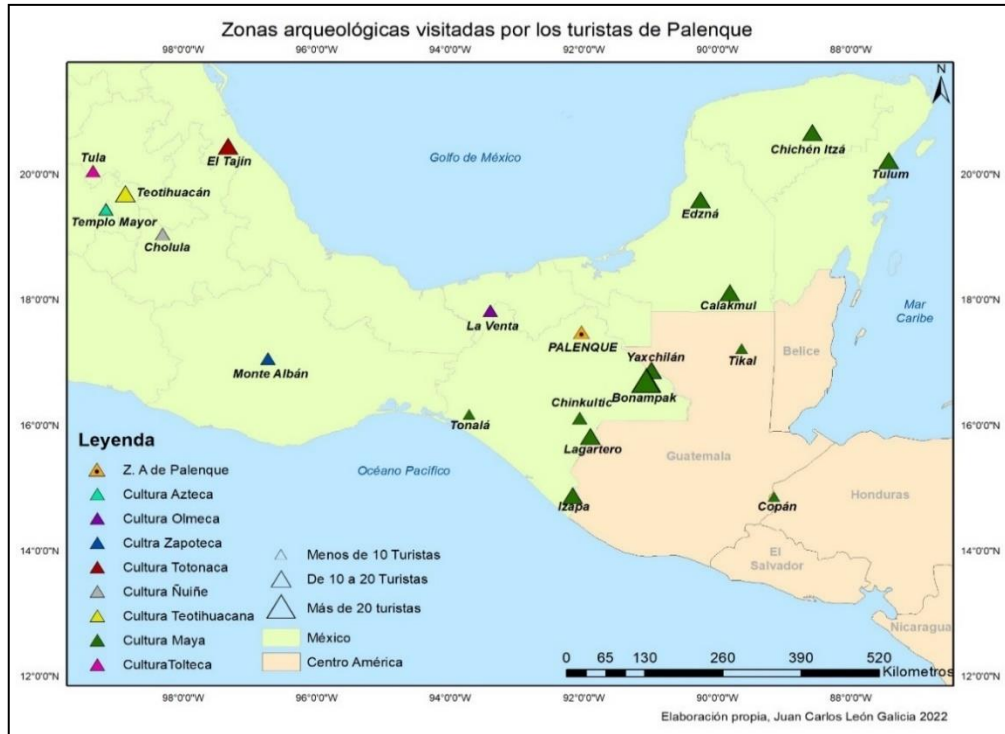 Zonas arqueológicas visitadas por los turistas de Palenque
98°0'0"W 96°0'0"W 94°0'0"W 92°0'0"W 90°0'0"W 88°0'0"W
N
Chichén Itzá
Golfo de México
El Tajín
Tula
20°0'0"N
Tulum
20°0'0"N
Teotihuacán
Edzná
Templo Mayor
Cholula
18°0'0"N
Calakmul
18°0'0"N
Mar
Caribe
La Venta
PALENQUE
Yaxchilán
Tikal
Belice
Monte Albán
Bonampak
Chinkultic
16°0'0"N
Tonalá
16°0'0"N
Lagartero
Guatemala
Océano Pacifico
Honduras
Izapa
Copán
14°0'0"N
14°0'0"N
El
Salvador
Nicaragua
12°0'0"N
12°0'0"N
Leyenda
Z. A de Palenque
Cultura Azteca
Cultura Olmeca
Cultra Zapoteca
Cultura Totonaca
Cultura Ñuiñe
Cultura Teotihuacana
Cultura Maya
CulturaTolteca
Menos de 10 Turistas
De 10 a 20 Turistas
Más de 20 turistas
México
Centro América
0 65 130 260 390 520
Kilometros
98°0'0"W 96°0'0"W 94°0'0"W 92°0'0"W 90°0'0"W 88°0'0"W
Elaboración propia, Juan Carlos León Galicia 2022